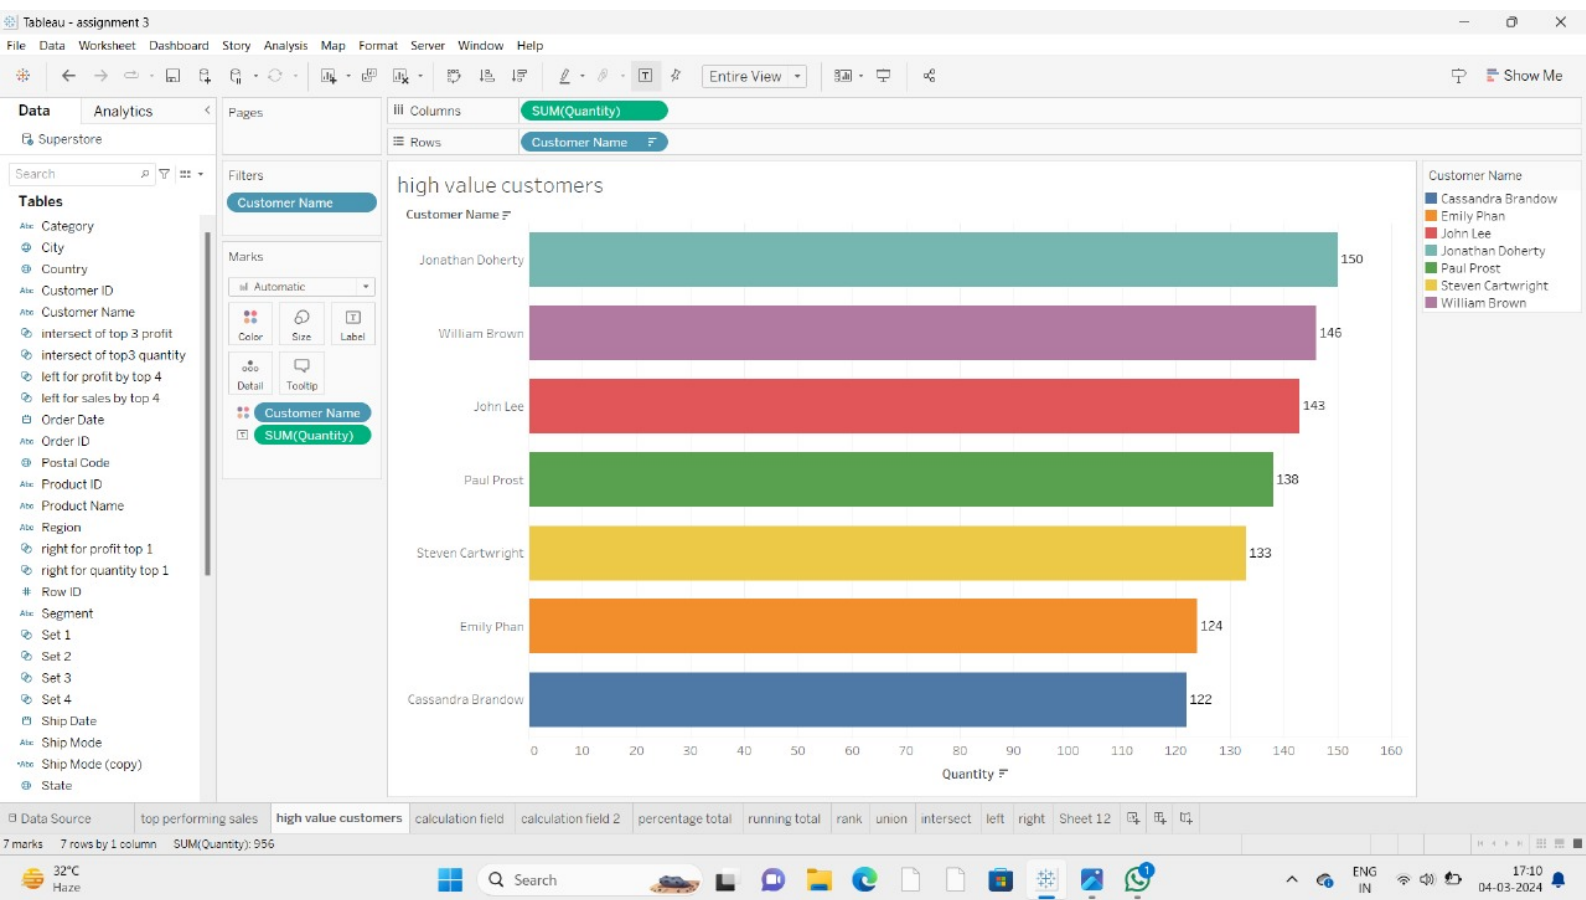 Tableau - assignment 3
File Data Worksheet Dashboard Story Analysis Map Format Server Window Help
Entire View
Show Me
Data Analytics
Superstore
Search
Tables
Abc Category
City
Country
Abc Customer ID
Abc Customer Name
intersect of top 3 profit
intersect of top3 quantity
left for profit by top 4
left for sales by top 4
Order Date
Abc Order ID
Postal Code
Abc Product ID
Abc Product Name
Abc Region
right for profit top 1
right for quantity top 1
# Row ID
Abc Segment
Set 1
Set 2
Set 3
Set 4
Ship Date
Abc Ship Mode
Abc Ship Mode (copy)
State
Pages
Filters
Customer Name
Marks
Automatic
Color Size Label
Detail Tooltip
Customer Name
SUM(Quantity)
Columns SUM(Quantity)
Rows Customer Name
high value customers
Customer Name
Jonathan Doherty 150
William Brown 146
John Lee 143
Paul Prost 138
Steven Cartwright 133
Emily Phan 124
Cassandra Brandow 122
0 10 20 30 40 50 60 70 80 90 100 110 120 130 140 150 160
Quantity
Customer Name
Cassandra Brandow
Emily Phan
John Lee
Jonathan Doherty
Paul Prost
Steven Cartwright
William Brown
Data Source top performing sales high value customers calculation field calculation field 2 percentage total running total rank union intersect left right Sheet 12
7 marks 7 rows by 1 column SUM(Quantity): 956
32°C
Haze
Search
1
ENG
IN
17:10
04-03-2024